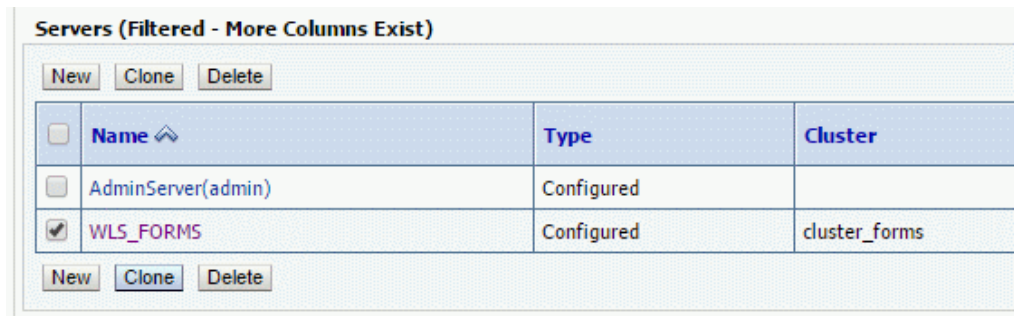 Servers (Filtered - More Columns Exist)
New Clone Delete
Name Type Cluster
AdminServer(admin) Configured
WLS_FORMS Configured cluster_forms
New Clone Delete